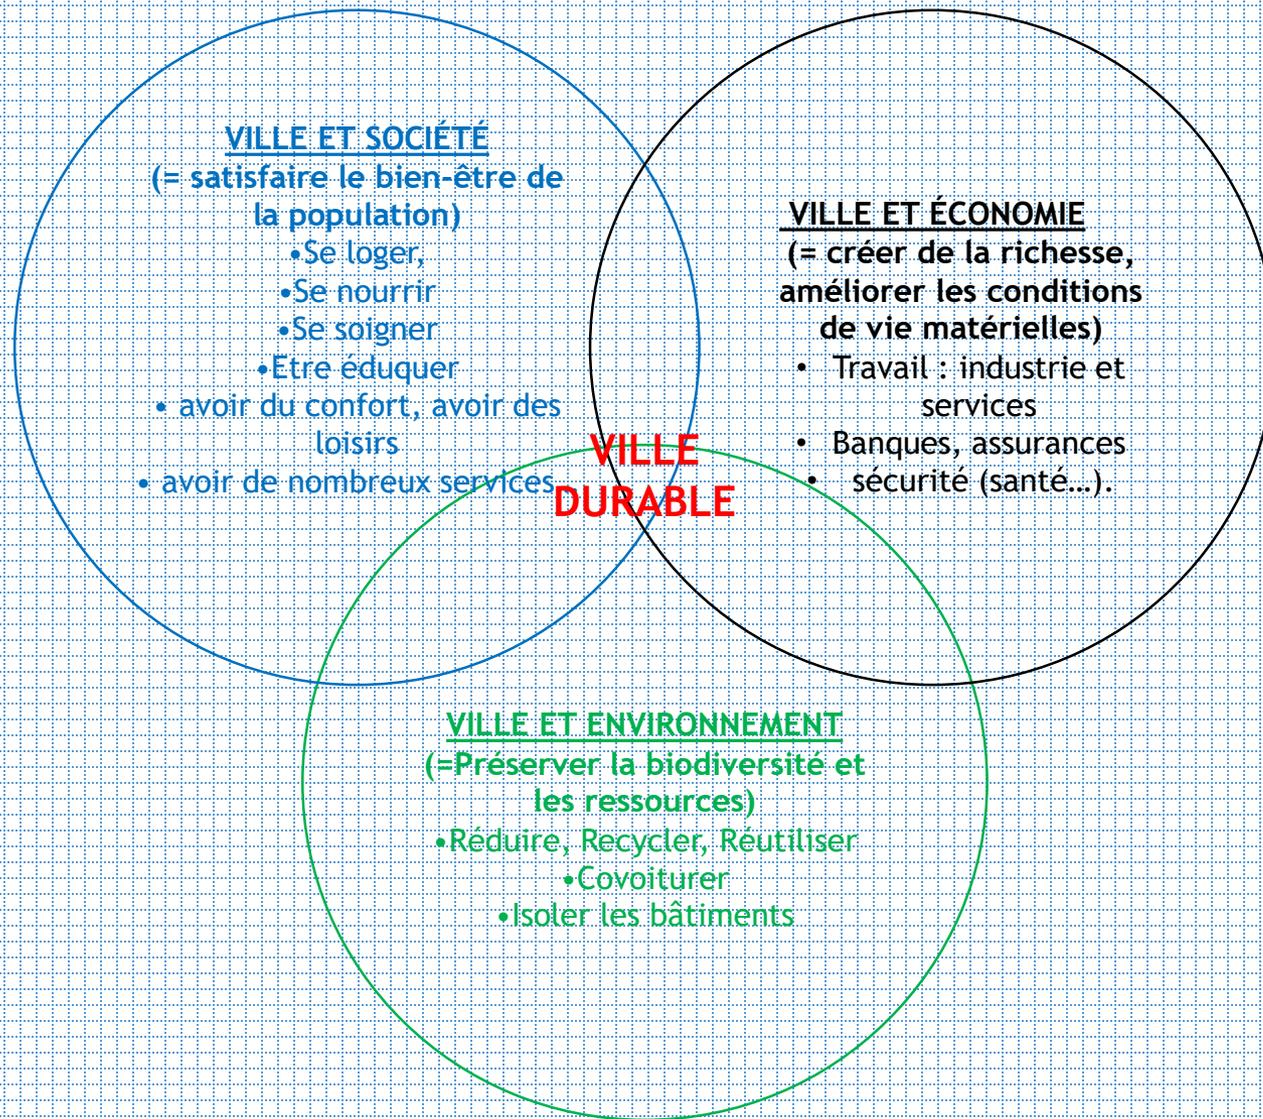 VILLE ET SOCIÉTÉ
(= satisfaire le bien-être de
la population)
•Se loger,
•Se nourrir
•Se soigner
•Etre éduquer
• avoir du confort, avoir des
loisirs
• avoir de nombreux services
VILLE ET ÉCONOMIE
(= créer de la richesse,
améliorer les conditions
de vie matérielles)
• Travail : industrie et
services
• Banques, assurances
• sécurité (santé…).
VILLE
DURABLE
VILLE ET ENVIRONNEMENT
(=Préserver la biodiversité et
les ressources)
•Réduire, Recycler, Réutiliser
•Covoiturer
•Isoler les bâtiments